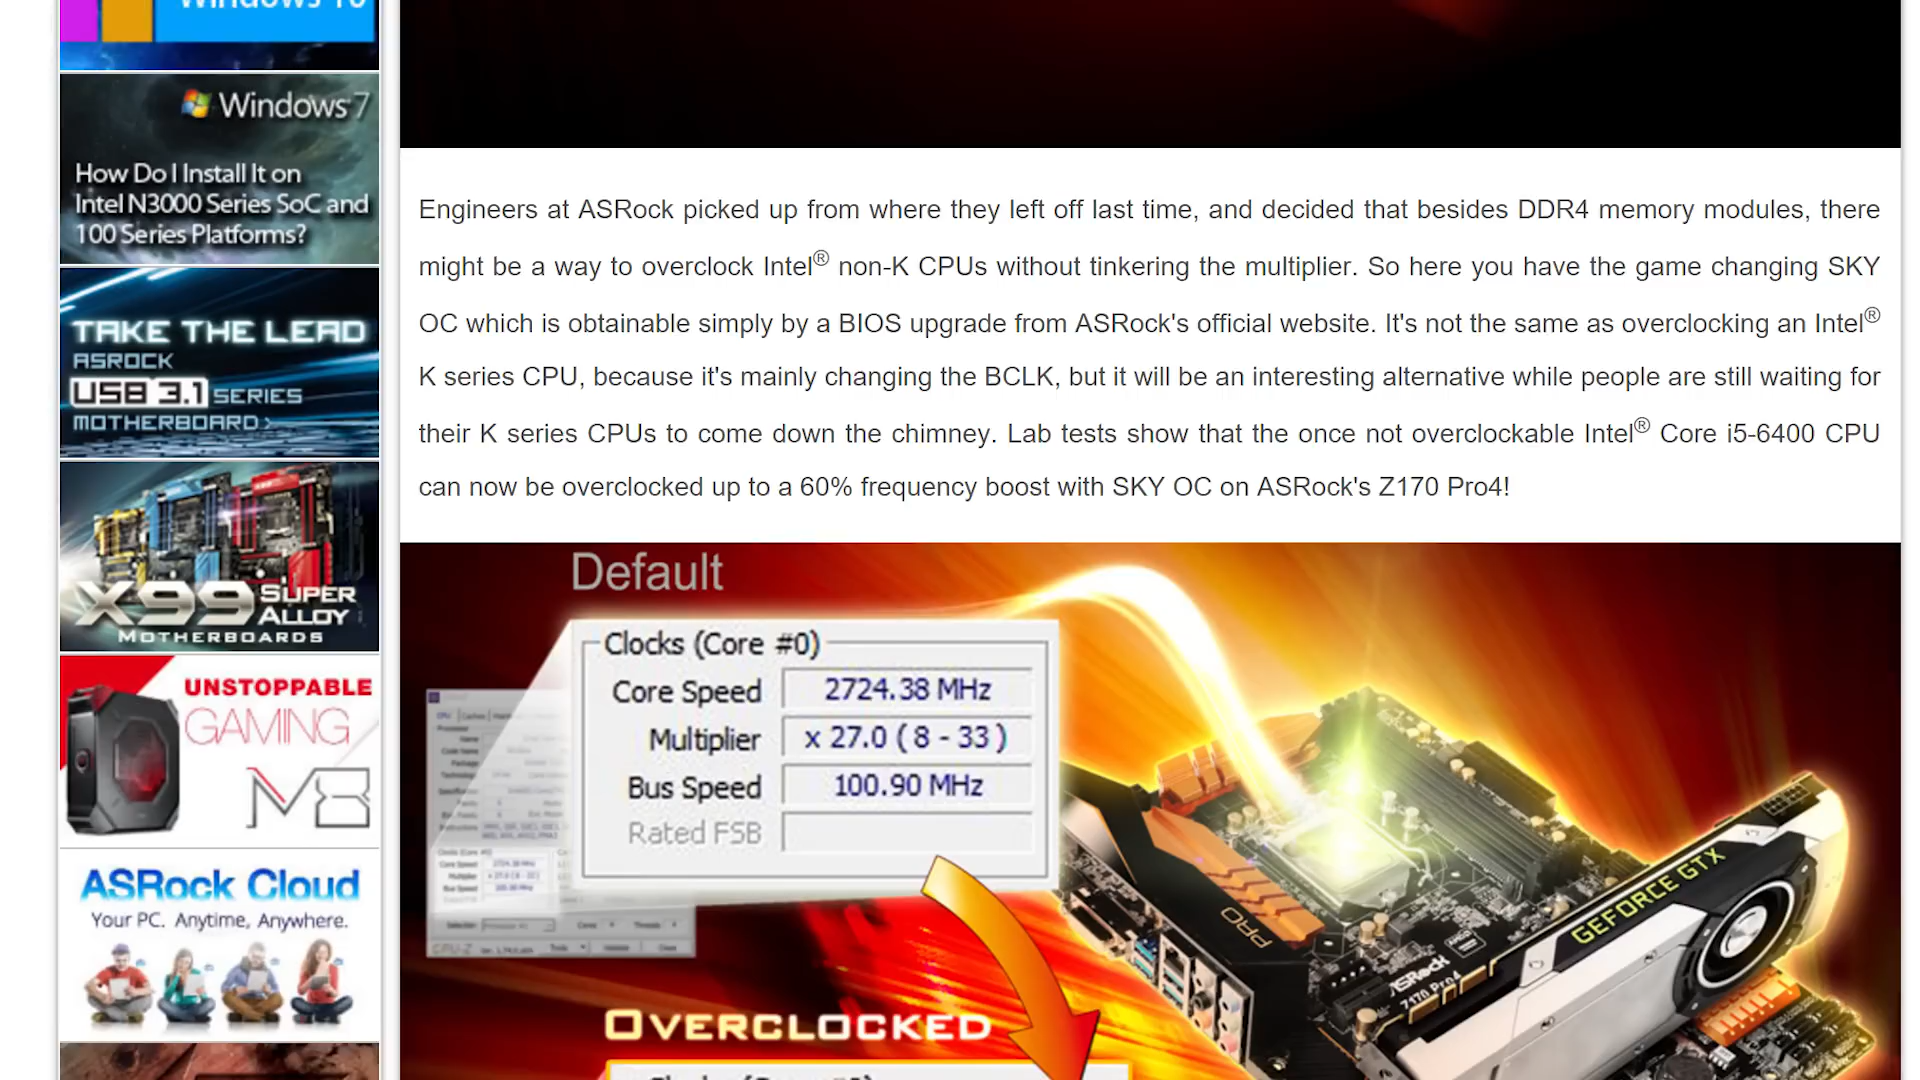 Windows 10
Windows 7
How Do I Install It on
Intel N3000 Series SoC and
100 Series Platforms?
TAKE THE LEAD
ASROCK
USB 3.1 SERIES
MOTHERBOARD >
X99 SUPER
ALLOY
MOTHERBOARDS
UNSTOPPABLE
GAMING
M8
ASRock Cloud
Your PC. Anytime, Anywhere.
Engineers at ASRock picked up from where they left off last time, and decided that besides DDR4 memory modules, there
might be a way to overclock Intel® non-K CPUs without tinkering the multiplier. So here you have the game changing SKY
OC which is obtainable simply by a BIOS upgrade from ASRock's official website. It's not the same as overclocking an Intel®
K series CPU, because it's mainly changing the BCLK, but it will be an interesting alternative while people are still waiting for
their K series CPUs to come down the chimney. Lab tests show that the once not overclockable Intel® Core i5-6400 CPU
can now be overclocked up to a 60% frequency boost with SKY OC on ASRock's Z170 Pro4!
Default
Clocks (Core #0)
Core Speed 2724.38 MHz
Multiplier x 27.0 ( 8 - 33 )
Bus Speed 100.90 MHz
Rated FSB
CPU-Z
PRO
ASRock
Z170 Pro4
GEFORCE GTX
OVERCLOCKED